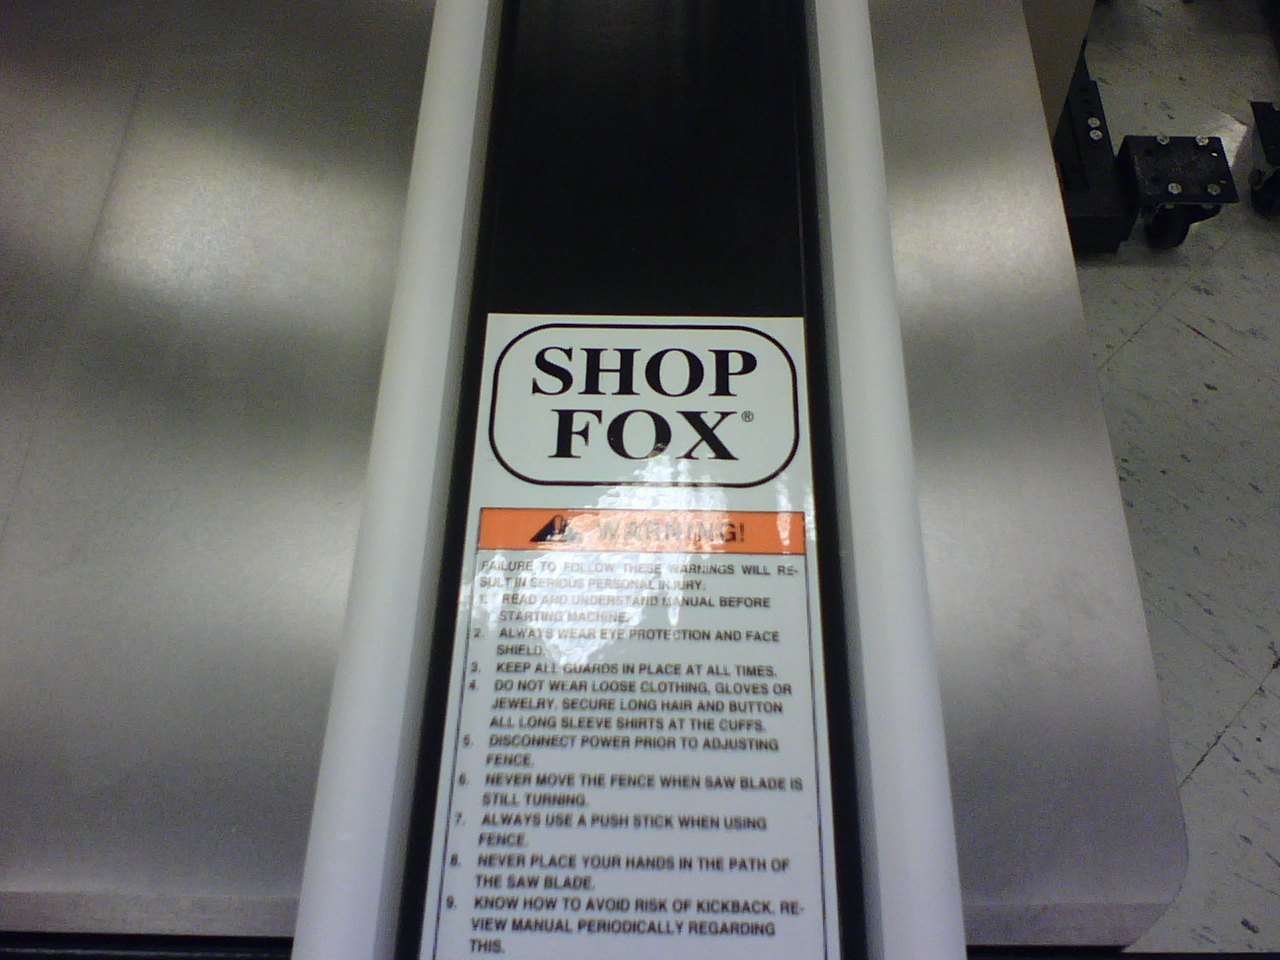 SHOP
FOX®
WARNING!
FAILURE TO FOLLOW THESE WARNINGS WILL RE-
SULT IN SERIOUS PERSONAL INJURY:
1. READ AND UNDERSTAND MANUAL BEFORE
STARTING MACHINE.
2. ALWAYS WEAR EYE PROTECTION AND FACE
SHIELD.
3. KEEP ALL GUARDS IN PLACE AT ALL TIMES.
4. DO NOT WEAR LOOSE CLOTHING, GLOVES OR
JEWELRY. SECURE LONG HAIR AND BUTTON
ALL LONG SLEEVE SHIRTS AT THE CUFFS.
5. DISCONNECT POWER PRIOR TO ADJUSTING
FENCE.
6. NEVER MOVE THE FENCE WHEN SAW BLADE IS
STILL TURNING.
7. ALWAYS USE A PUSH STICK WHEN USING
FENCE.
8. NEVER PLACE YOUR HANDS IN THE PATH OF
THE SAW BLADE.
9. KNOW HOW TO AVOID RISK OF KICKBACK. RE-
VIEW MANUAL PERIODICALLY REGARDING
THIS.